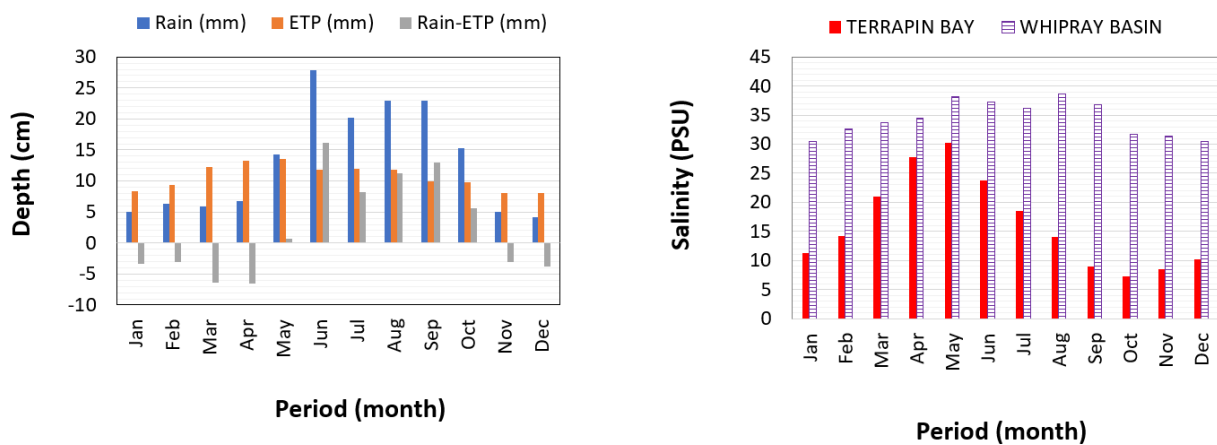 Rain (mm) ETP (mm) Rain-ETP (mm)
Depth (cm)
30
25
20
15
10
5
0
-5
-10
Jan Feb Mar Apr May Jun Jul Aug Sep Oct Nov Dec
Period (month)
TERRAPIN BAY WHIPRAY BASIN
Salinity (PSU)
45
40
35
30
25
20
15
10
5
0
Jan Feb Mar Apr May Jun Jul Aug Sep Oct Nov Dec
Period (month)